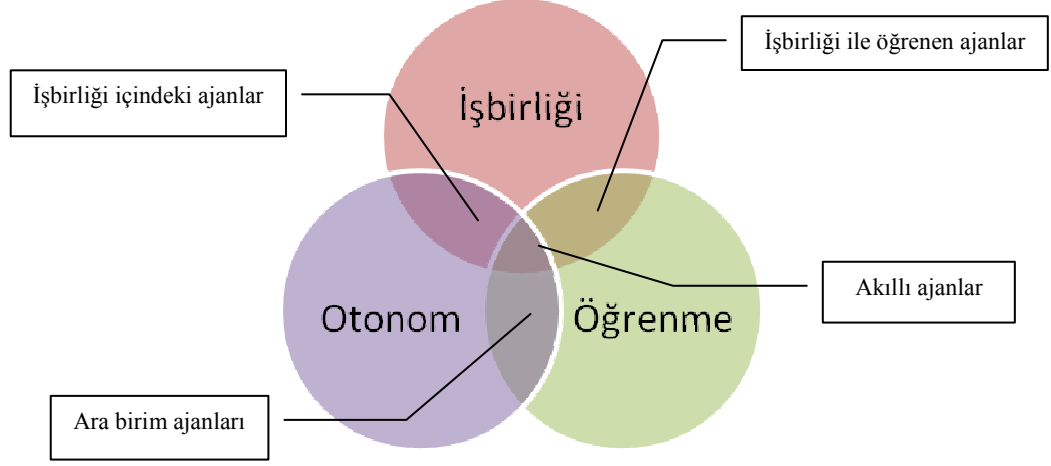 İşbirliği ile öğrenen ajanlar
İşbirliği içindeki ajanlar
İşbirliği
Akıllı ajanlar
Otonom
Öğrenme
Ara birim ajanları